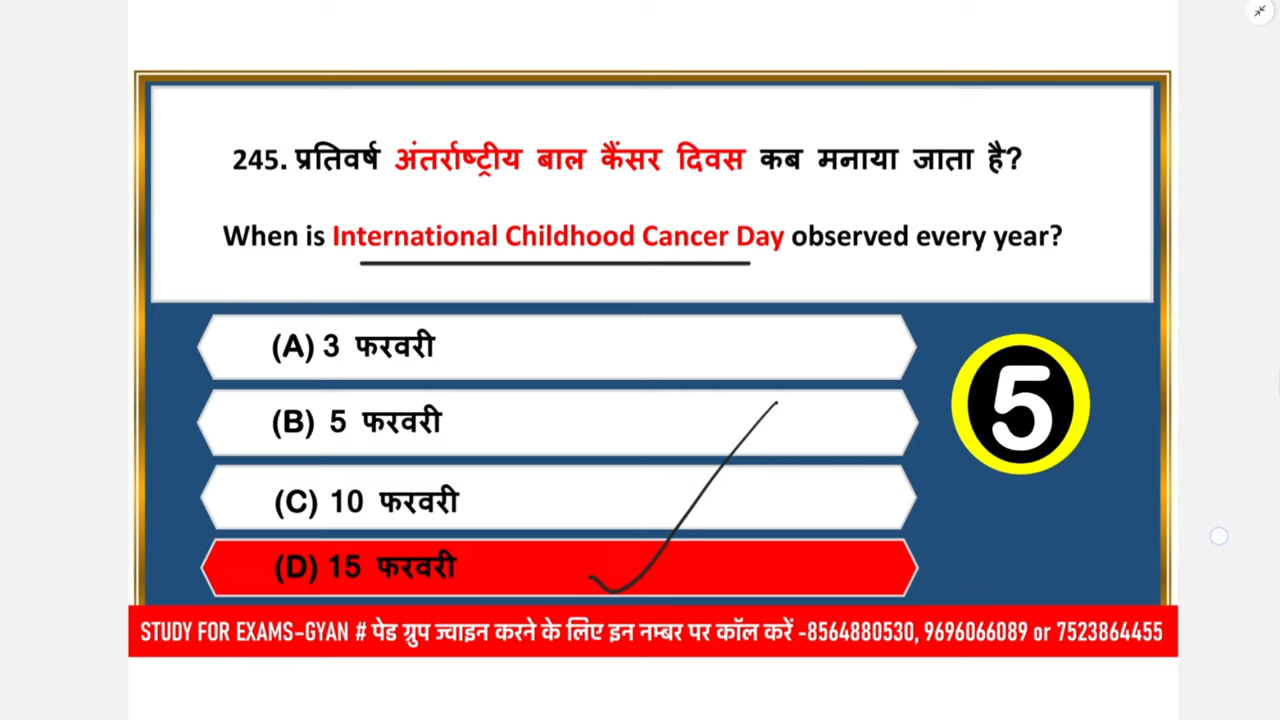 245. प्रतिवर्ष अंतर्राष्ट्रीय बाल कैंसर दिवस कब मनाया जाता है?
When is International Childhood Cancer Day observed every year?
(A) 3 फरवरी
(B) 5 फरवरी
(C) 10 फरवरी
(D) 15 फरवरी
5
STUDY FOR EXAMS-GYAN # पेड ग्रुप ज्वाइन करने के लिए इन नम्बर पर कॉल करें -8564880530, 9696066089 or 7523864455